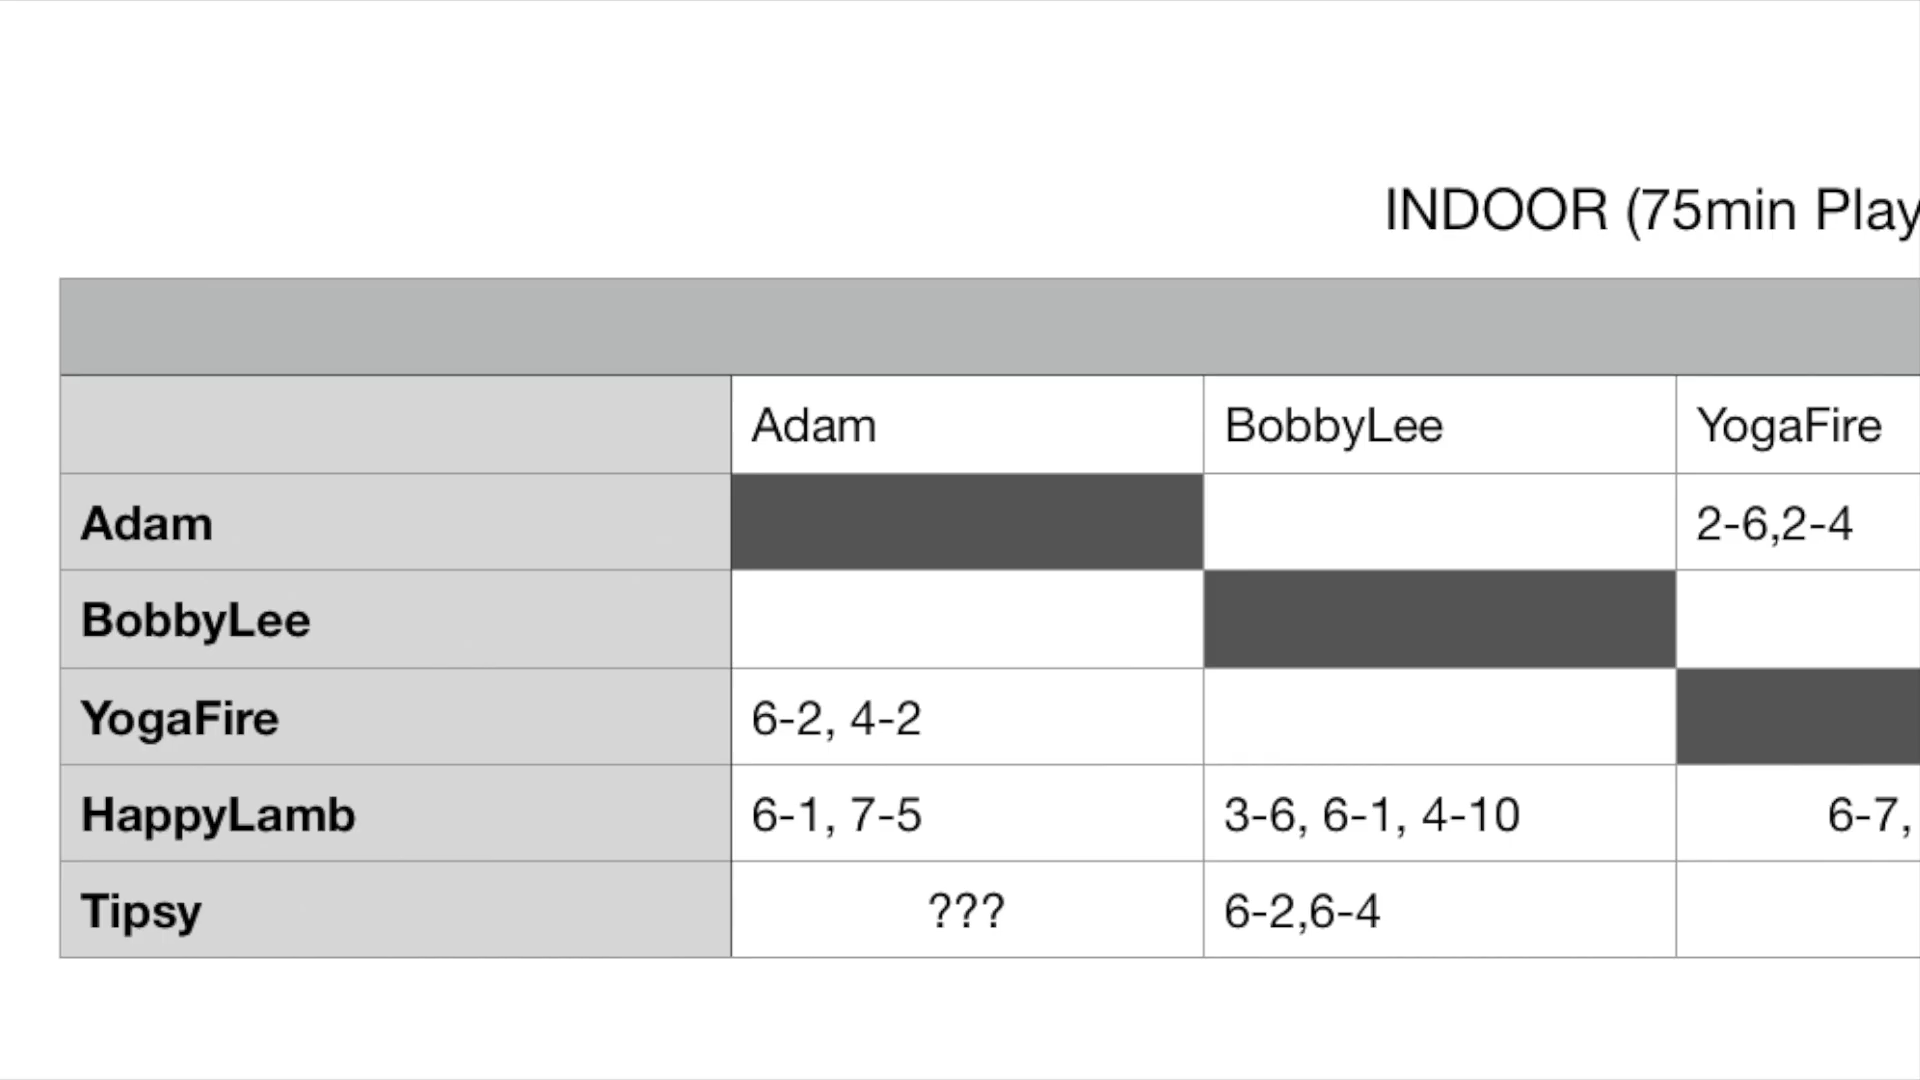 INDOOR (75min Play
Adam BobbyLee YogaFire
Adam 2-6,2-4
BobbyLee
YogaFire 6-2, 4-2
HappyLamb 6-1, 7-5 3-6, 6-1, 4-10 6-7,
Tipsy ??? 6-2,6-4